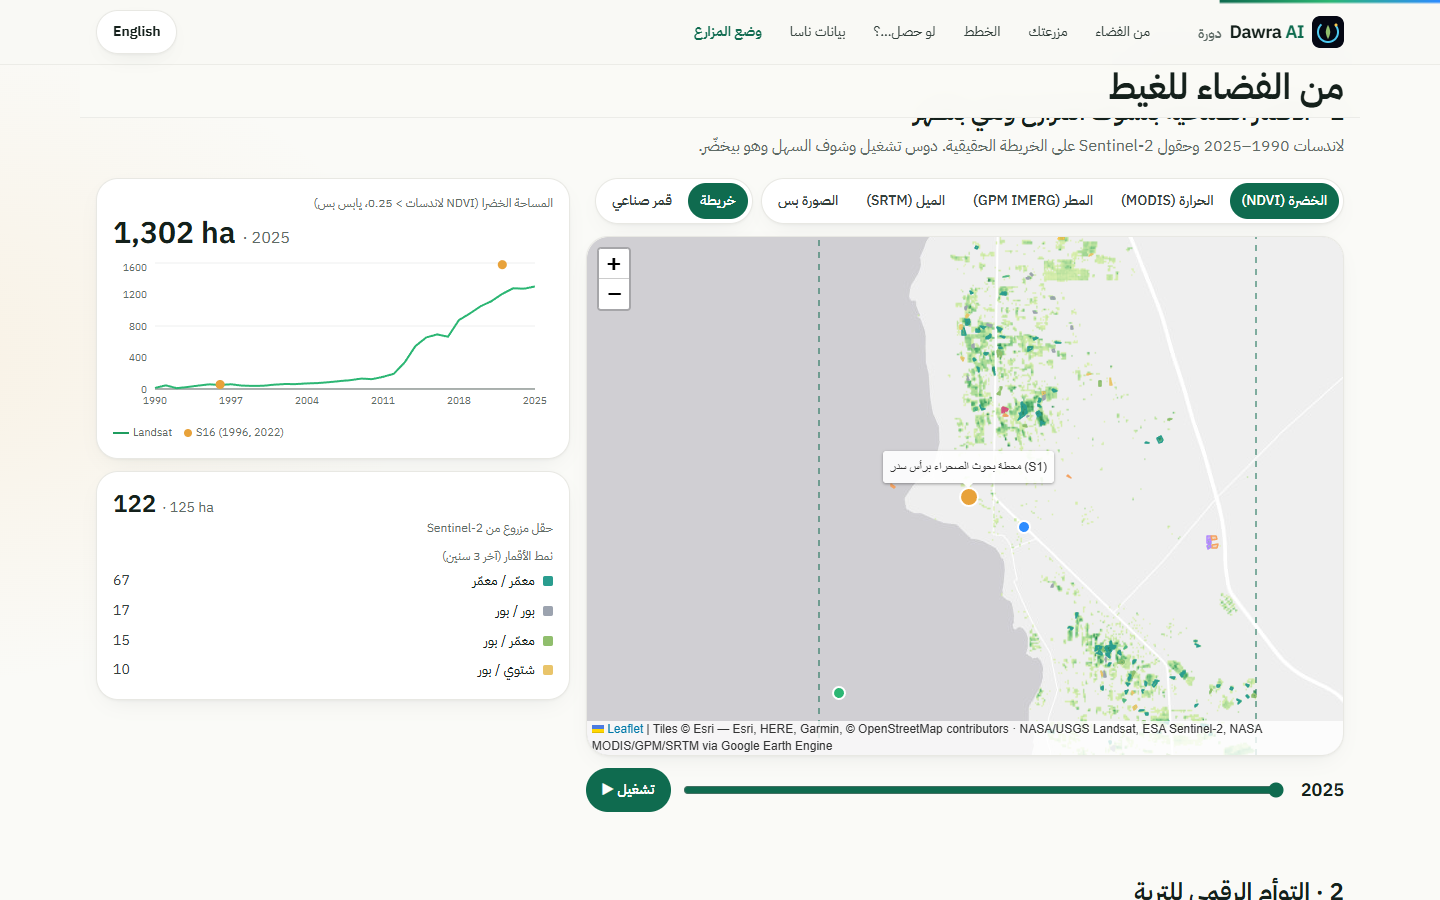 Dawra AI دورة
من الفضاء
مزرعتك
الخطط
لو حصل...؟
بيانات ناسا
وضع المزارع
English
من الفضاء للغيط
لاندسات 1990–2025 وحقول Sentinel-2 على الخريطة الحقيقية. دوس تشغيل وشوف السهل وهو بيخضّر.
الخضرة (NDVI)
الحرارة (MODIS)
المطر (GPM IMERG)
الميل (SRTM)
الصورة بس
خريطة
قمر صناعي
+
−
محطة بحوث الصحراء برأس سدر (S1)
Leaflet | Tiles © Esri — Esri, HERE, Garmin, © OpenStreetMap contributors · NASA/USGS Landsat, ESA Sentinel-2, NASA
MODIS/GPM/SRTM via Google Earth Engine
2025
تشغيل ▶
المساحة الخضرا (NDVI لاندسات > 0.25، يابس بس)
1,302 ha · 2025
1600
1200
800
400
0
1990
1997
2004
2011
2018
2025
Landsat
S16 (1996, 2022)
122 · 125 ha
حقل مزروع من Sentinel-2
نمط الأقمار (آخر 3 سنين)
معمّر / معمّر 67
بور / بور 17
معمّر / بور 15
شتوي / بور 10
2 · التوأم الرقمي للتربة